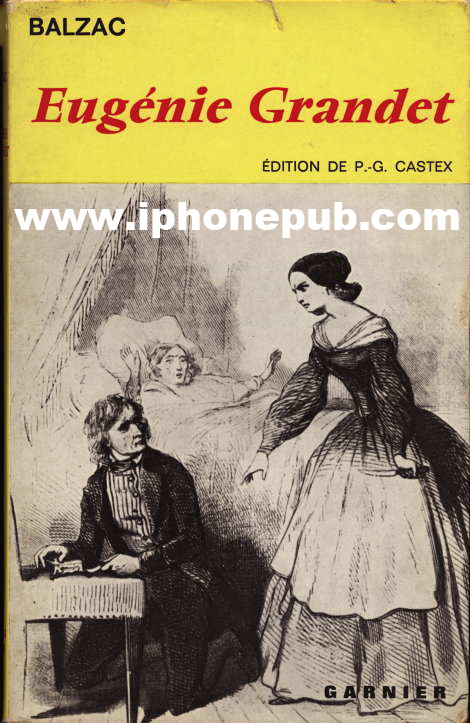 BALZAC
Eugénie Grandet
ÉDITION DE P.-G. CASTEX
www.iphonepub.com
GARNIER